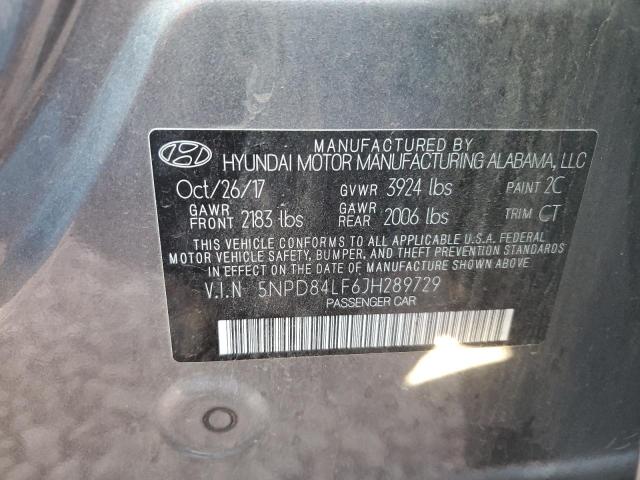 MANUFACTURED BY
HYUNDAI MOTOR MANUFACTURING ALABAMA, LLC
Oct/26/17 GVWR 3924 lbs PAINT 2C
GAWR FRONT 2183 lbs GAWR REAR 2006 lbs TRIM CT
THIS VEHICLE CONFORMS TO ALL APPLICABLE U.S.A. FEDERAL
MOTOR VEHICLE SAFETY, BUMPER, AND THEFT PREVENTION STANDARDS
IN EFFECT ON THE DATE OF MANUFACTURE SHOWN ABOVE.
V.I.N 5NPD84LF6JH289729
PASSENGER CAR